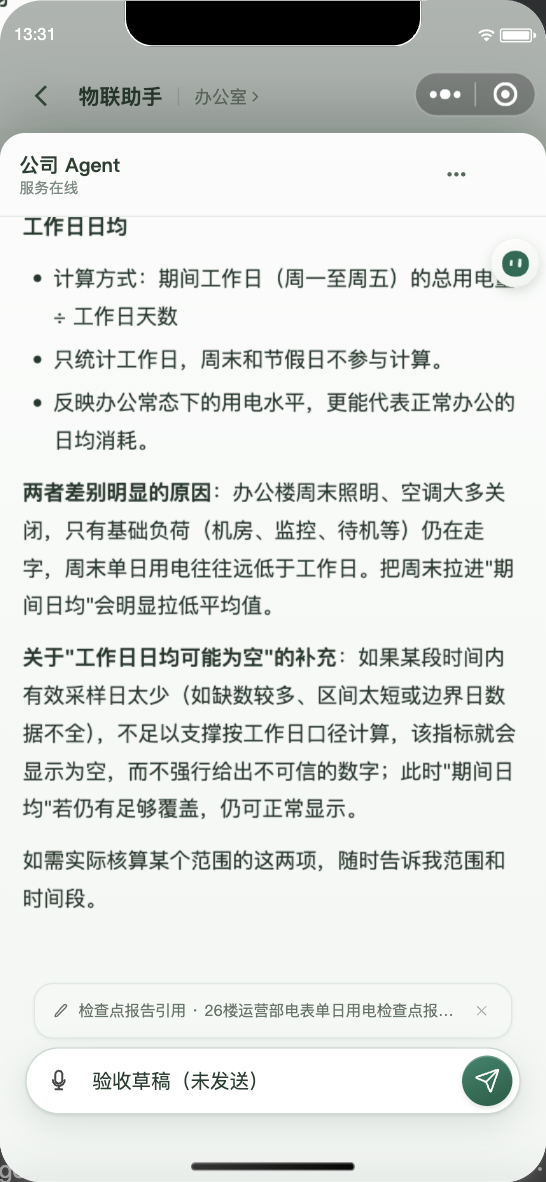 13:31
物联助手
办公室 >
公司 Agent
服务在线
工作日日均
• 计算方式：期间工作日（周一至周五）的总用电
÷ 工作日天数
• 只统计工作日，周末和节假日不参与计算。
• 反映办公常态下的用电水平，更能代表正常办公的
日均消耗。
两者差别明显的原因：办公楼周末照明、空调大多关
闭，只有基础负荷（机房、监控、待机等）仍在走
字，周末单日用电往往远低于工作日。把周末拉进"期
间日均"会明显拉低平均值。
关于"工作日日均可能为空"的补充：如果某段时间内
有效采样日太少（如缺数较多、区间太短或边界日数
据不全），不足以支撑按工作日口径计算，该指标就会
显示为空，而不强行给出不可信的数字；此时"期间日
均"若仍有足够覆盖，仍可正常显示。
如需实际核算某个范围的这两项，随时告诉我范围和
时间段。
检查点报告引用 · 26楼运营部电表单日用电检查点报...
验收草稿（未发送）